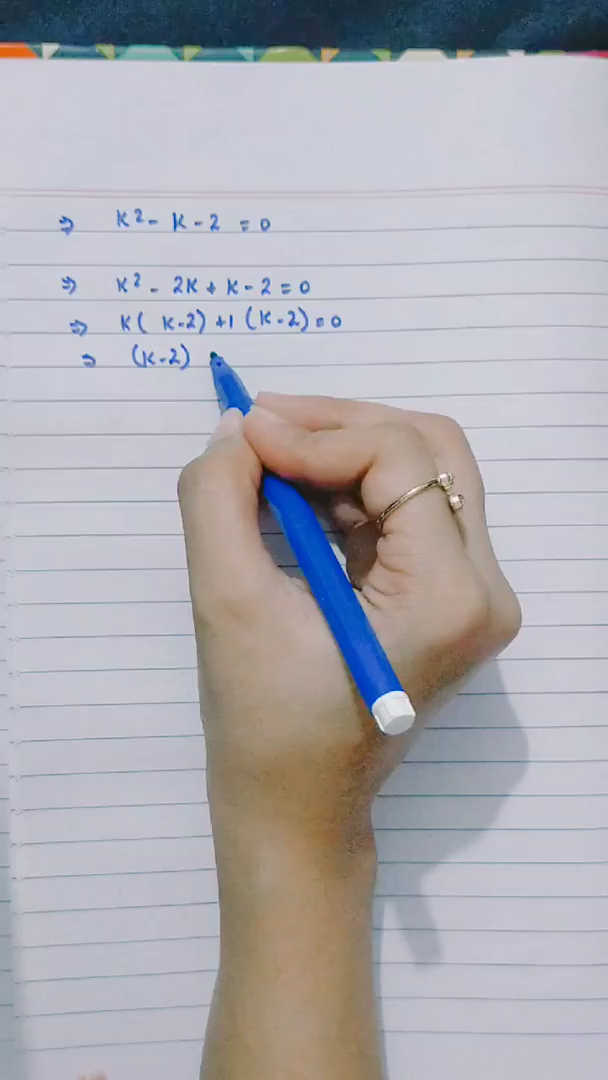 ⇒ K² - K - 2 = 0
⇒ K² - 2K + K - 2 = 0
⇒ K ( K-2) +1 (K-2) = 0
⇒ (K-2)